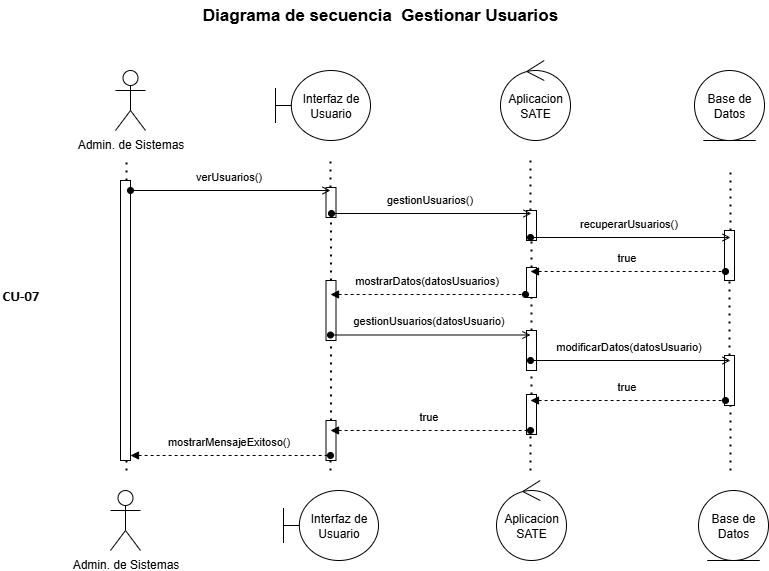 Diagrama de secuencia  Gestionar Usuarios
Admin. de Sistemas
Interfaz de
Usuario
Aplicacion
SATE
Base de
Datos
verUsuarios()
gestionUsuarios()
recuperarUsuarios()
true
mostrarDatos(datosUsuarios)
CU-07
gestionUsuarios(datosUsuario)
modificarDatos(datosUsuario)
true
true
mostrarMensajeExitoso()
Admin. de Sistemas
Interfaz de
Usuario
Aplicacion
SATE
Base de
Datos